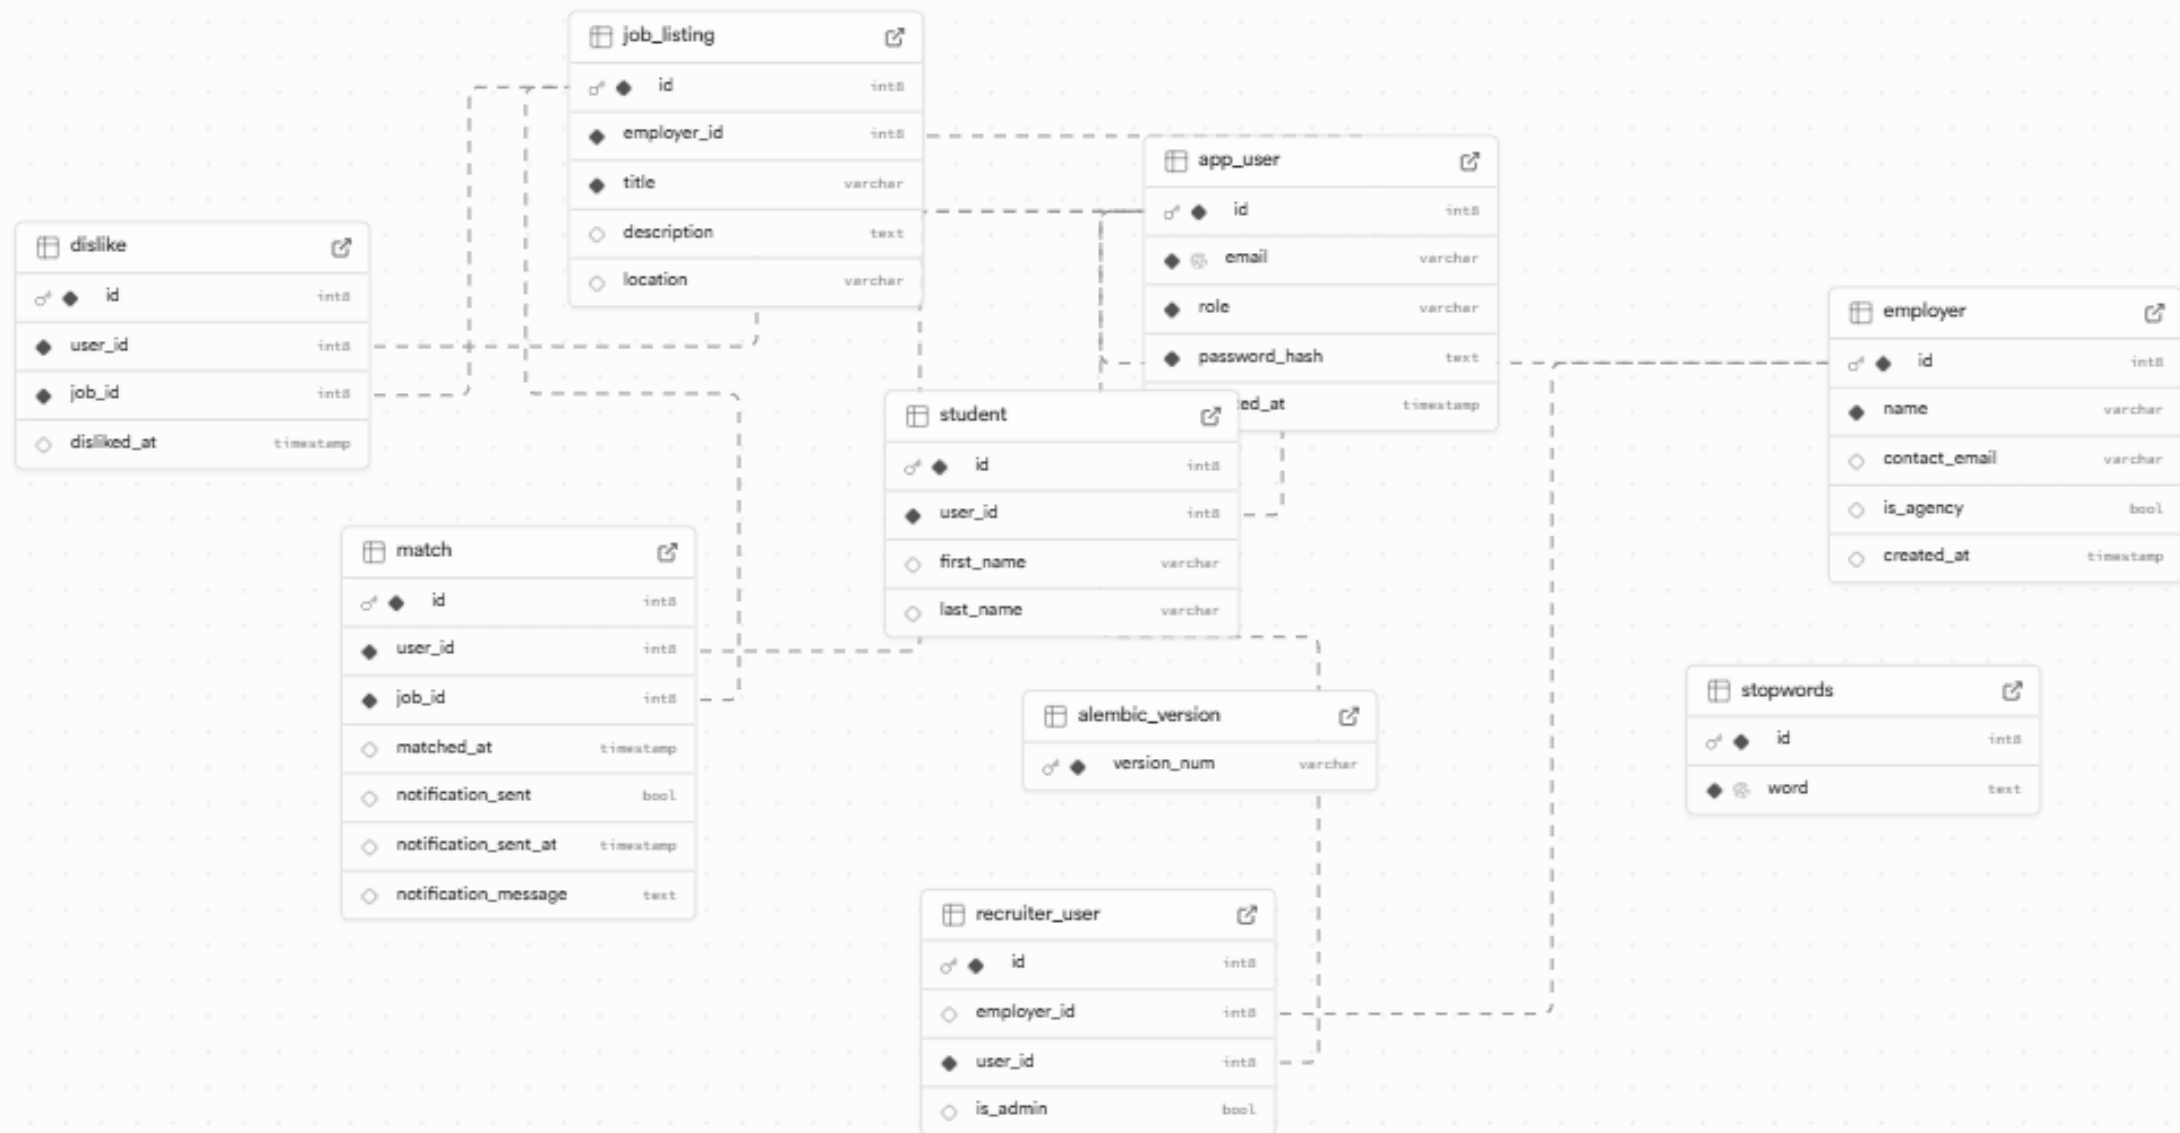 job_listing
id int8
employer_id int8
title varchar
description text
location varchar
app_user
id int8
email varchar
role varchar
password_hash text
ted_at timestamp
dislike
id int8
user_id int8
job_id int8
disliked_at timestamp
employer
id int8
name varchar
contact_email varchar
is_agency bool
created_at timestamp
student
id int8
user_id int8
first_name varchar
last_name varchar
match
id int8
user_id int8
job_id int8
matched_at timestamp
notification_sent bool
notification_sent_at timestamp
notification_message text
alembic_version
version_num varchar
stopwords
id int8
word text
recruiter_user
id int8
employer_id int8
user_id int8
is_admin bool